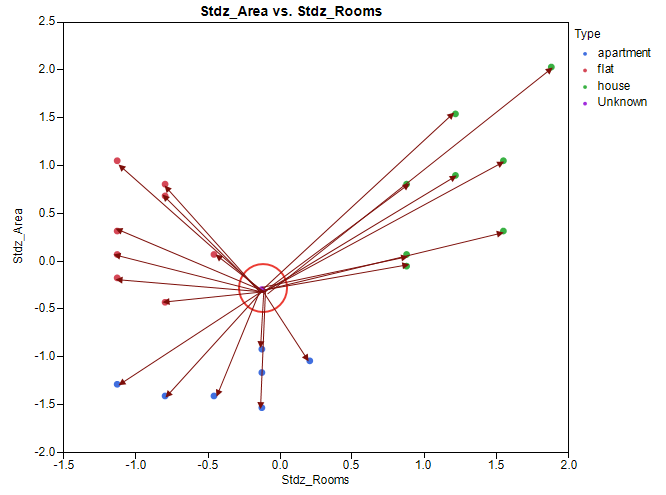 Stdz_Area vs. Stdz_Rooms
Type
apartment
flat
house
Unknown
Stdz_Area
2.5
2.0
1.5
1.0
0.5
0.0
-0.5
-1.0
-1.5
-2.0
-1.5 -1.0 -0.5 0.0 0.5 1.0 1.5 2.0
Stdz_Rooms